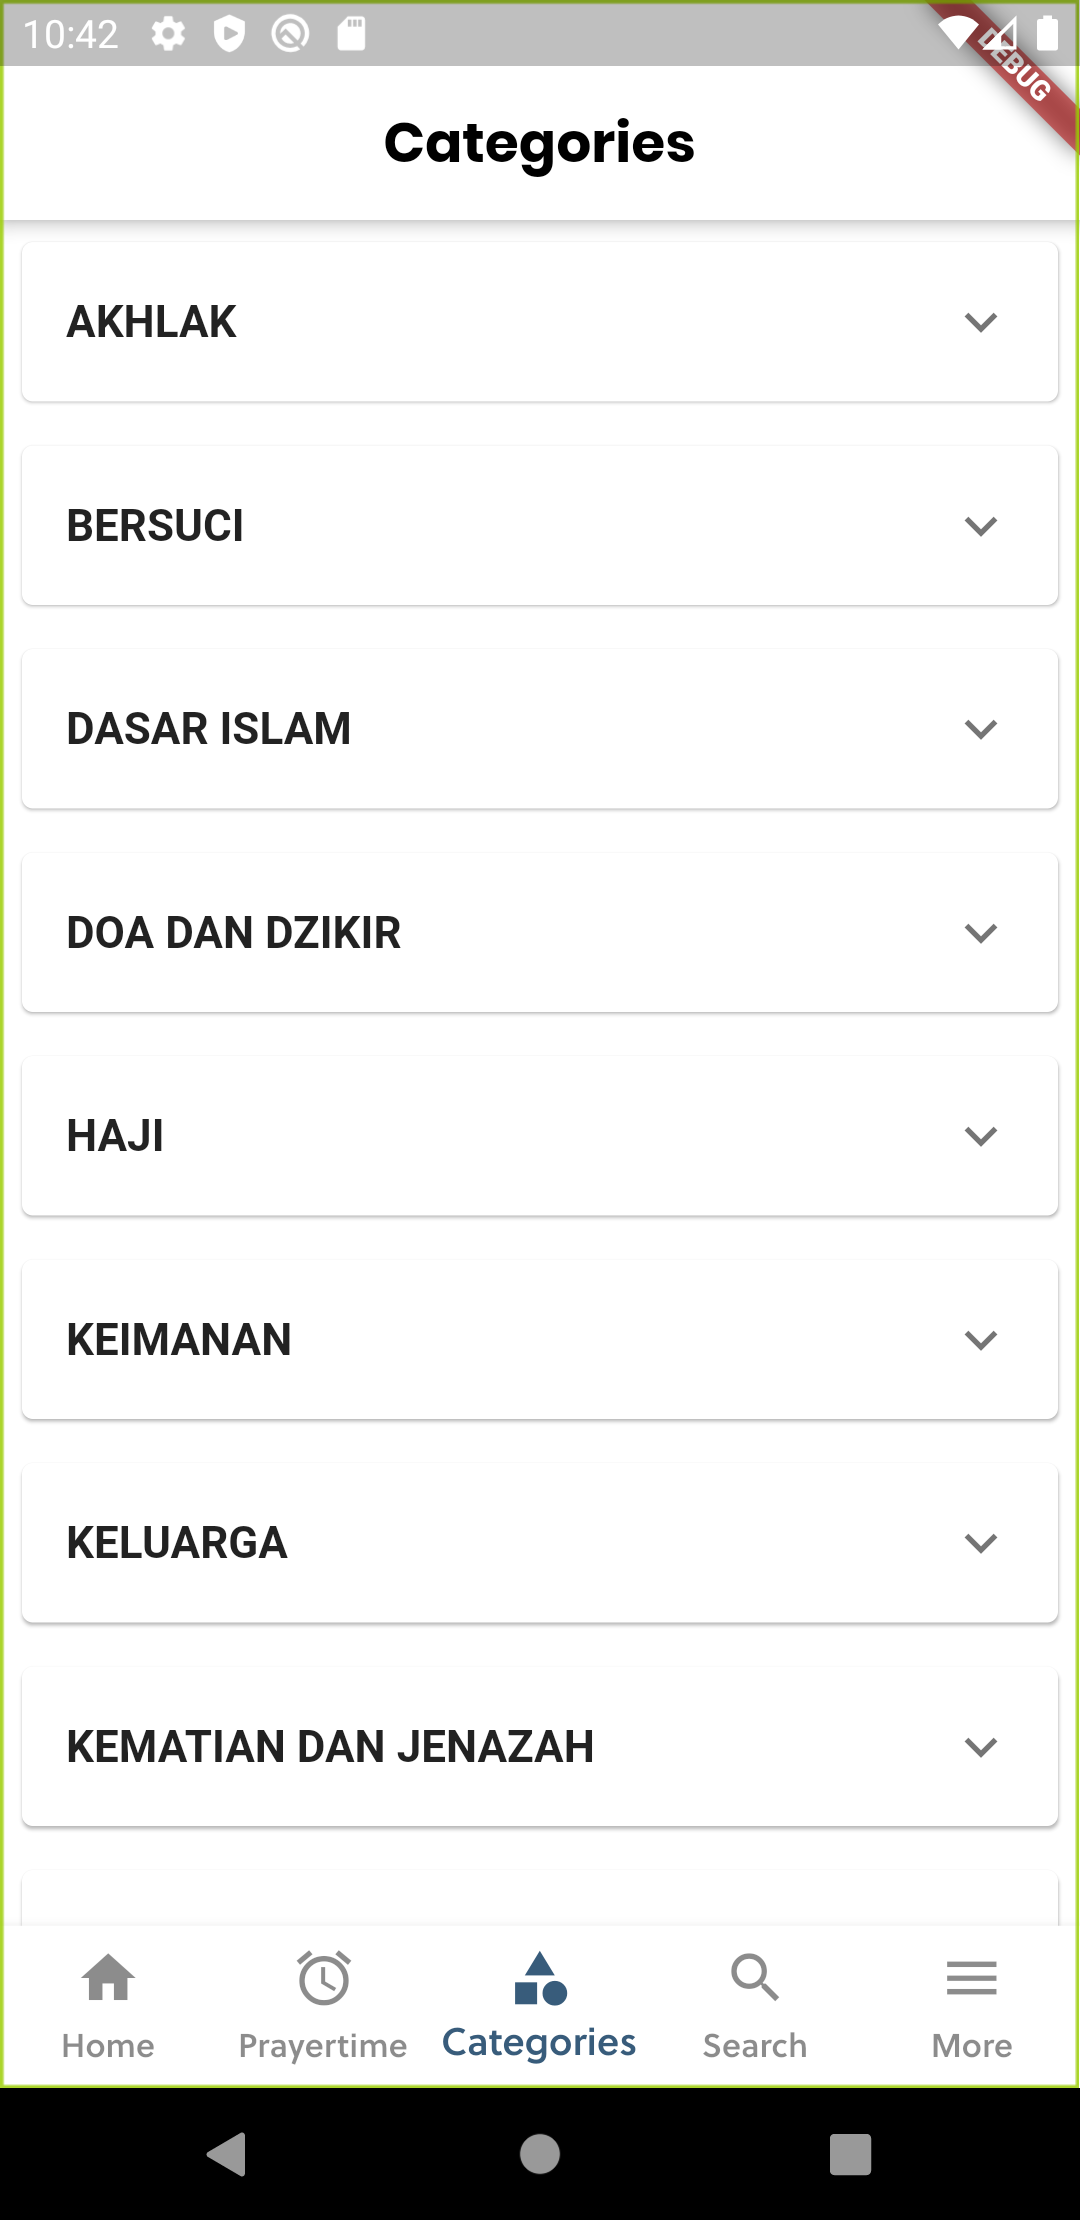 10:42
DEBUG
Categories
AKHLAK
BERSUCI
DASAR ISLAM
DOA DAN DZIKIR
HAJI
KEIMANAN
KELUARGA
KEMATIAN DAN JENAZAH
Home Prayertime Categories Search More